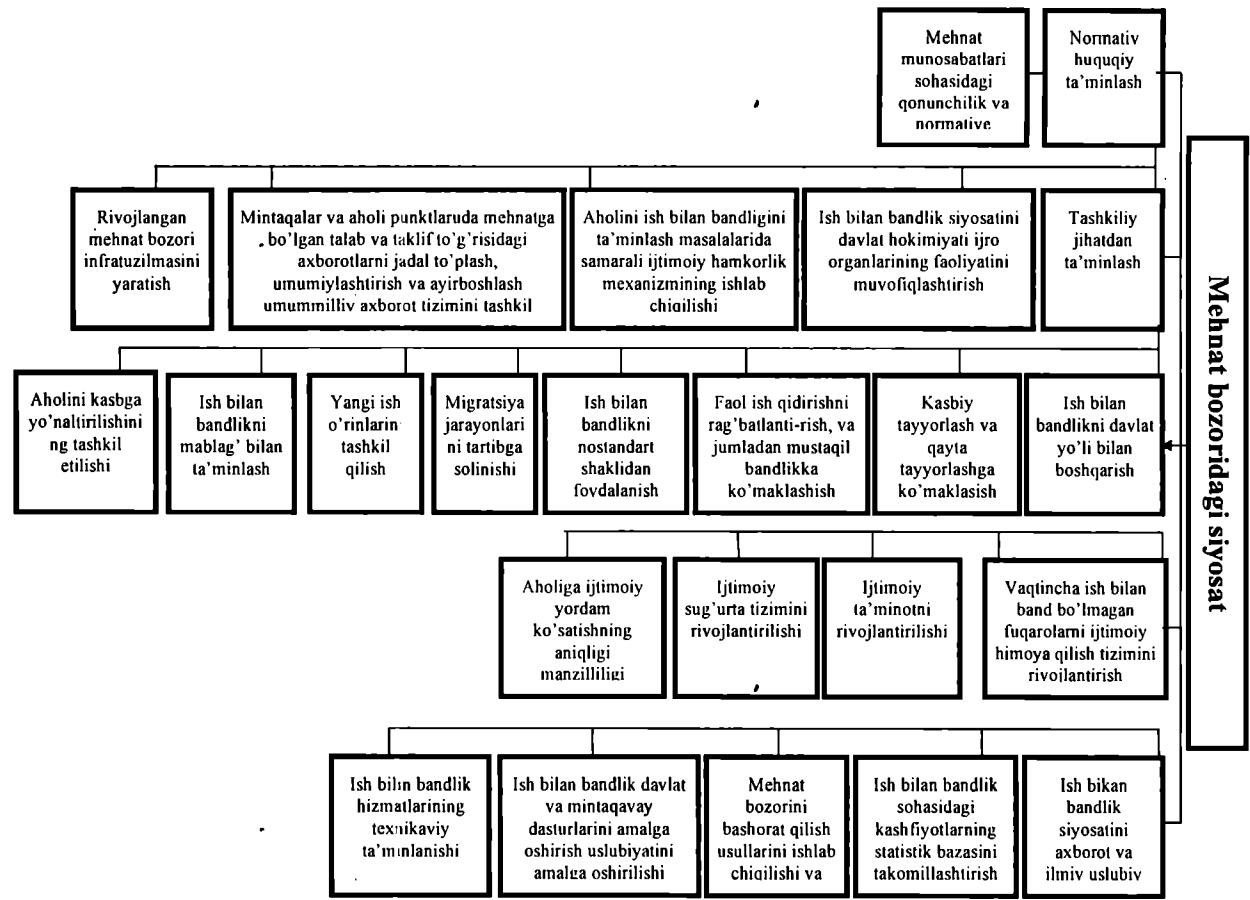 Mehnat
munosabatlari
sohasidagi
qonunchilik va
normative
Normativ
huquqiy
ta'minlash
Rivojlangan
mehnat bozori
infratuzilmasini
yaratish
Mintaqalar va aholi punktlaruda mehnatga
bo'lgan talab va taklif to'g'risidagi
axborotlarni jadal to'plash,
umumiylashtirish va ayirboshlash
umummilliy axborot tizimini tashkil
Aholini ish bilan bandligini
ta'minlash masalalarida
samarali ijtimoiy hamkorlik
mexanizmining ishlab
chiqilishi
Ish bilan bandlik siyosatini
davlat hokimiyati ijro
organlarining faoliyatini
muvofiqlashtirish
Tashkiliy
jihatdan
ta'minlash
Aholini kasbga
yo'naltirilishini
ng tashkil
etilishi
Ish bilan
bandlikni
mablag' bilan
ta'minlash
Yangi ish
o'rinlarin
tashkil
qilish
Migratsiya
jarayonlari
ni tartibga
solinishi
Ish bilan
bandlikni
nostandart
shaklidan
foydalanish
Faol ish qidirishni
rag'batlanti-rish, va
jumladan mustaqil
bandlikka
ko'maklashish
Kasbiy
tayyorlash va
qayta
tayyorlashga
ko'maklasish
Ish bilan
bandlikni davlat
yo'li bilan
boshqarish
Aholiga ijtimoiy
yordam
ko'satishning
aniqligi
manzilliligi
Ijtimoiy
sug'urta tizimini
rivojlantirilishi
Ijtimoiy
ta'minotni
rivojlantirilishi
Vaqtincha ish bilan
band bo'lmagan
fuqarolarni ijtimoiy
himoya qilish tizimini
rivojlantirish
Ish bilin bandlik
hizmatlarining
texnikaviy
ta'minlanishi
Ish bilan bandlik davlat
va mintaqavay
dasturlarini amalga
oshirish uslubiyatini
amalga oshirilishi
Mehnat
bozorini
bashorat qilish
usullarini ishlab
chiqilishi va
Ish bilan bandlik
sohasidagi
kashfiyotlarning
statistik bazasini
takomillashtirish
Ish bikan
bandlik
siyosatini
axborot va
ilmiy uslubiy
Mehnat bozoridagi siyosat